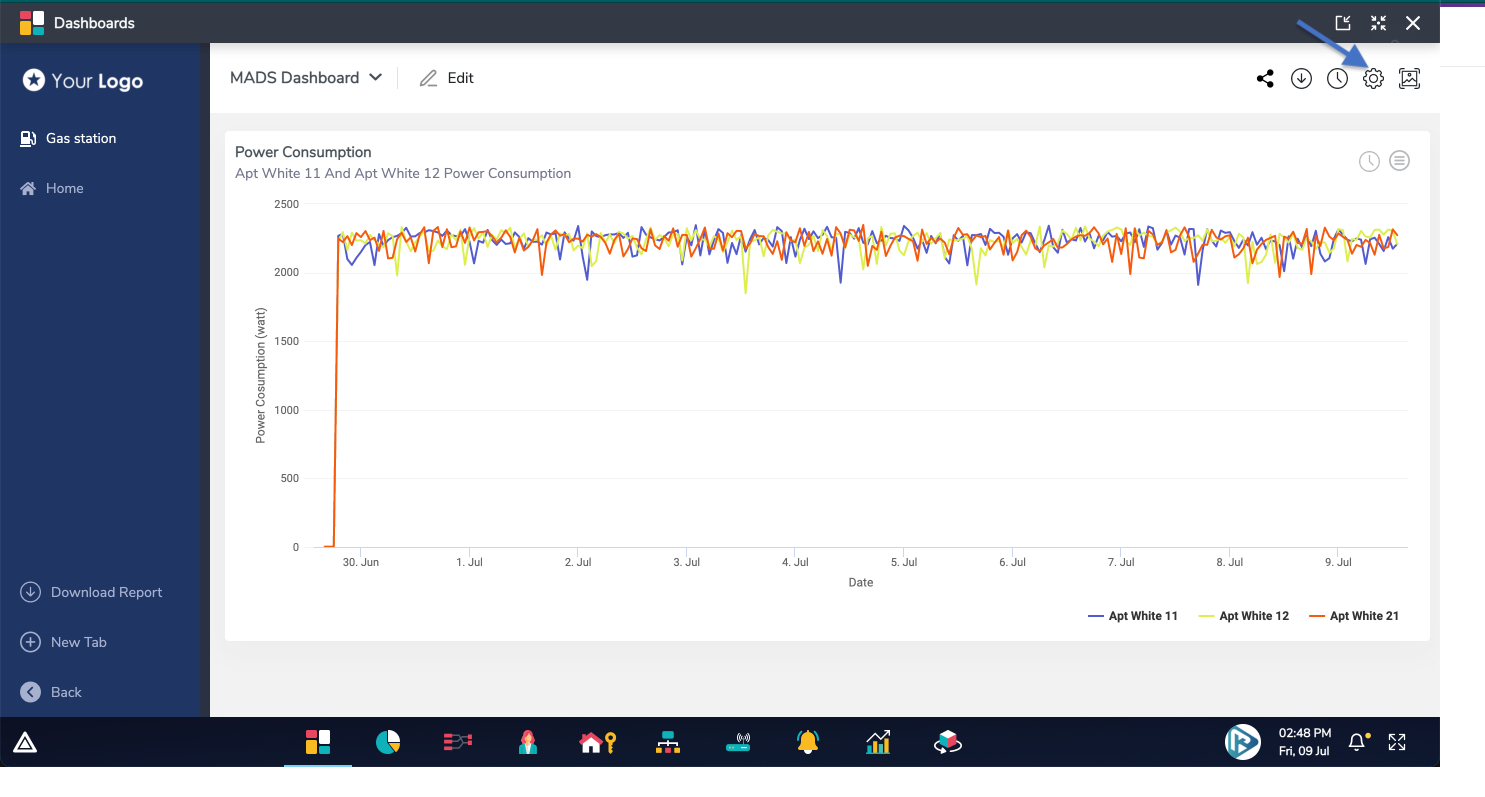 Dashboards
Your Logo
MADS Dashboard
Edit
Gas station
Home
Power Consumption
Apt White 11 And Apt White 12 Power Consumption
2500
2000
1500
1000
500
0
Power Cosumption (watt)
30. Jun
1. Jul
2. Jul
3. Jul
4. Jul
5. Jul
6. Jul
7. Jul
8. Jul
9. Jul
Date
Apt White 11
Apt White 12
Apt White 21
Download Report
New Tab
Back
02:48 PM
Fri, 09 Jul